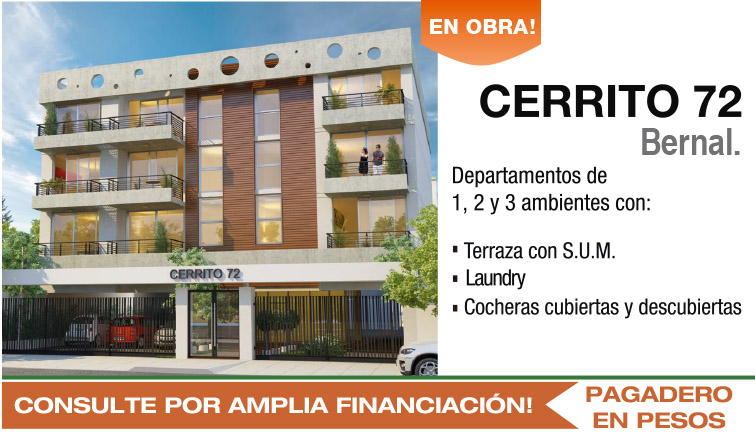 EN OBRA!
CERRITO 72
Bernal.
Departamentos de
1, 2 y 3 ambientes con:
▪ Terraza con S.U.M.
▪ Laundry
▪ Cocheras cubiertas y descubiertas
CERRITO 72
CONSULTE POR AMPLIA FINANCIACIÓN!
PAGADERO
EN PESOS